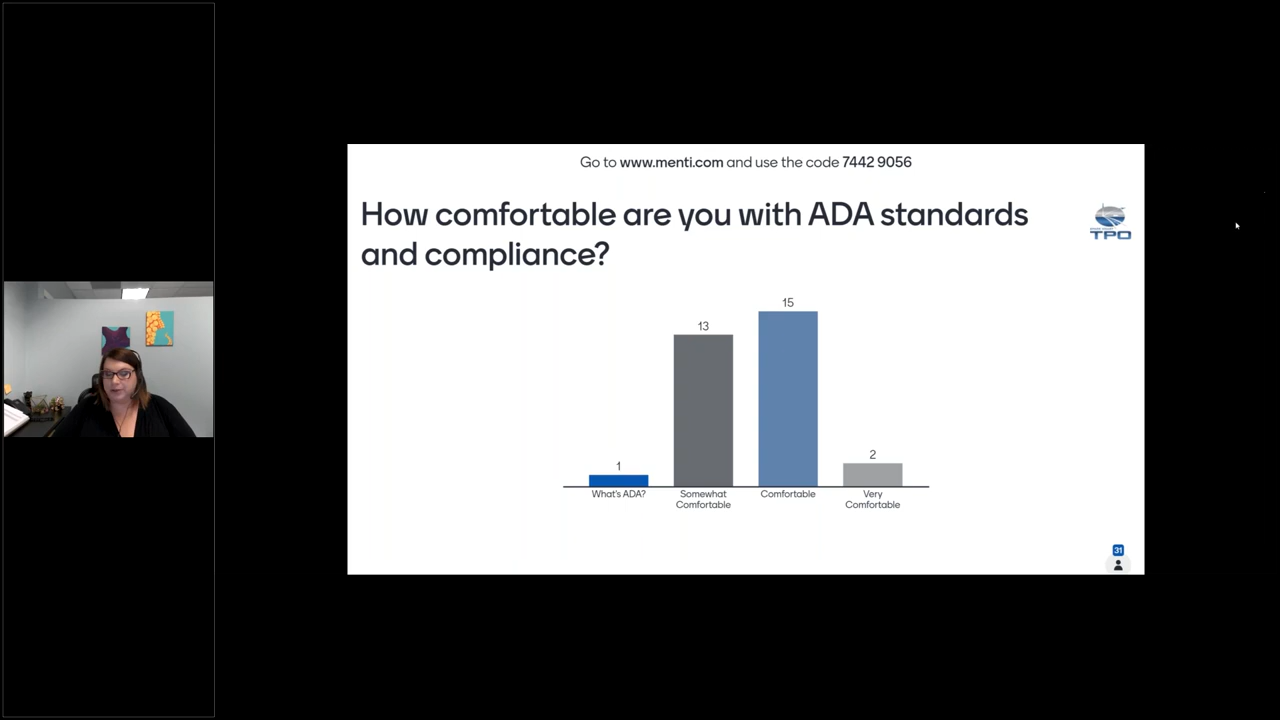 Go to www.menti.com and use the code 7442 9056
How comfortable are you with ADA standards
and compliance?
TPO
15
13
2
1
What's ADA?
Somewhat
Comfortable
Comfortable
Very
Comfortable
31